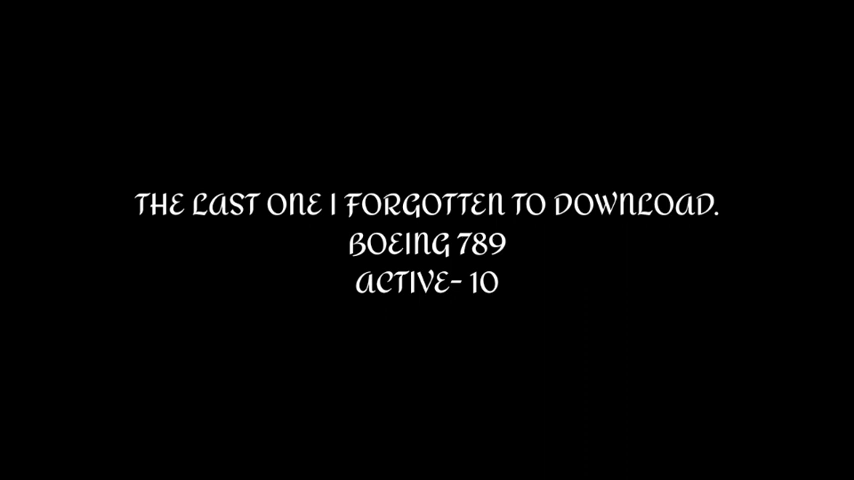 THE LAST ONE I FORGOTTEN TO DOWNLOAD.
BOEING 789
ACTIVE- 10